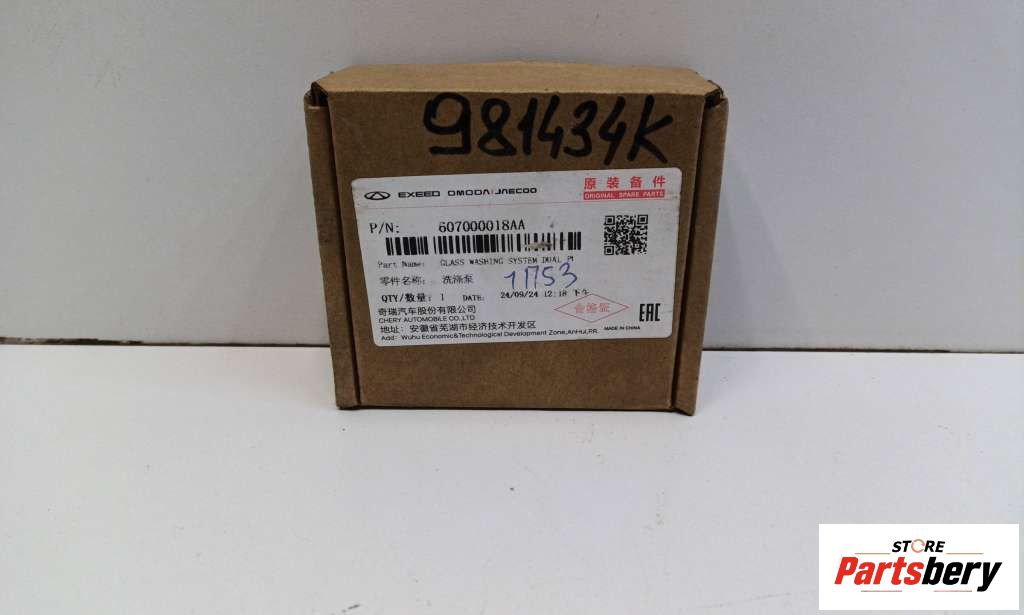 981434K
EXEED OMODA|JAECOO
原装备件
ORIGINAL SPARE PARTS
P/N: 607000018AA
Part Name: GLASS WASHING SYSTEM DUAL
零件名称: 洗涤泵
11753
QTY/数量: 1 DATE: 24/09/24 12:18 下午
合格证
EAC
奇瑞汽车股份有限公司
CHERY AUTOMOBILE CO.,LTD
MADE IN CHINA
地址: 安徽省芜湖市经济技术开发区
Add: Wuhu Economic&Technological Development Zone,AnHui,P.R.
STORE
Partsbery